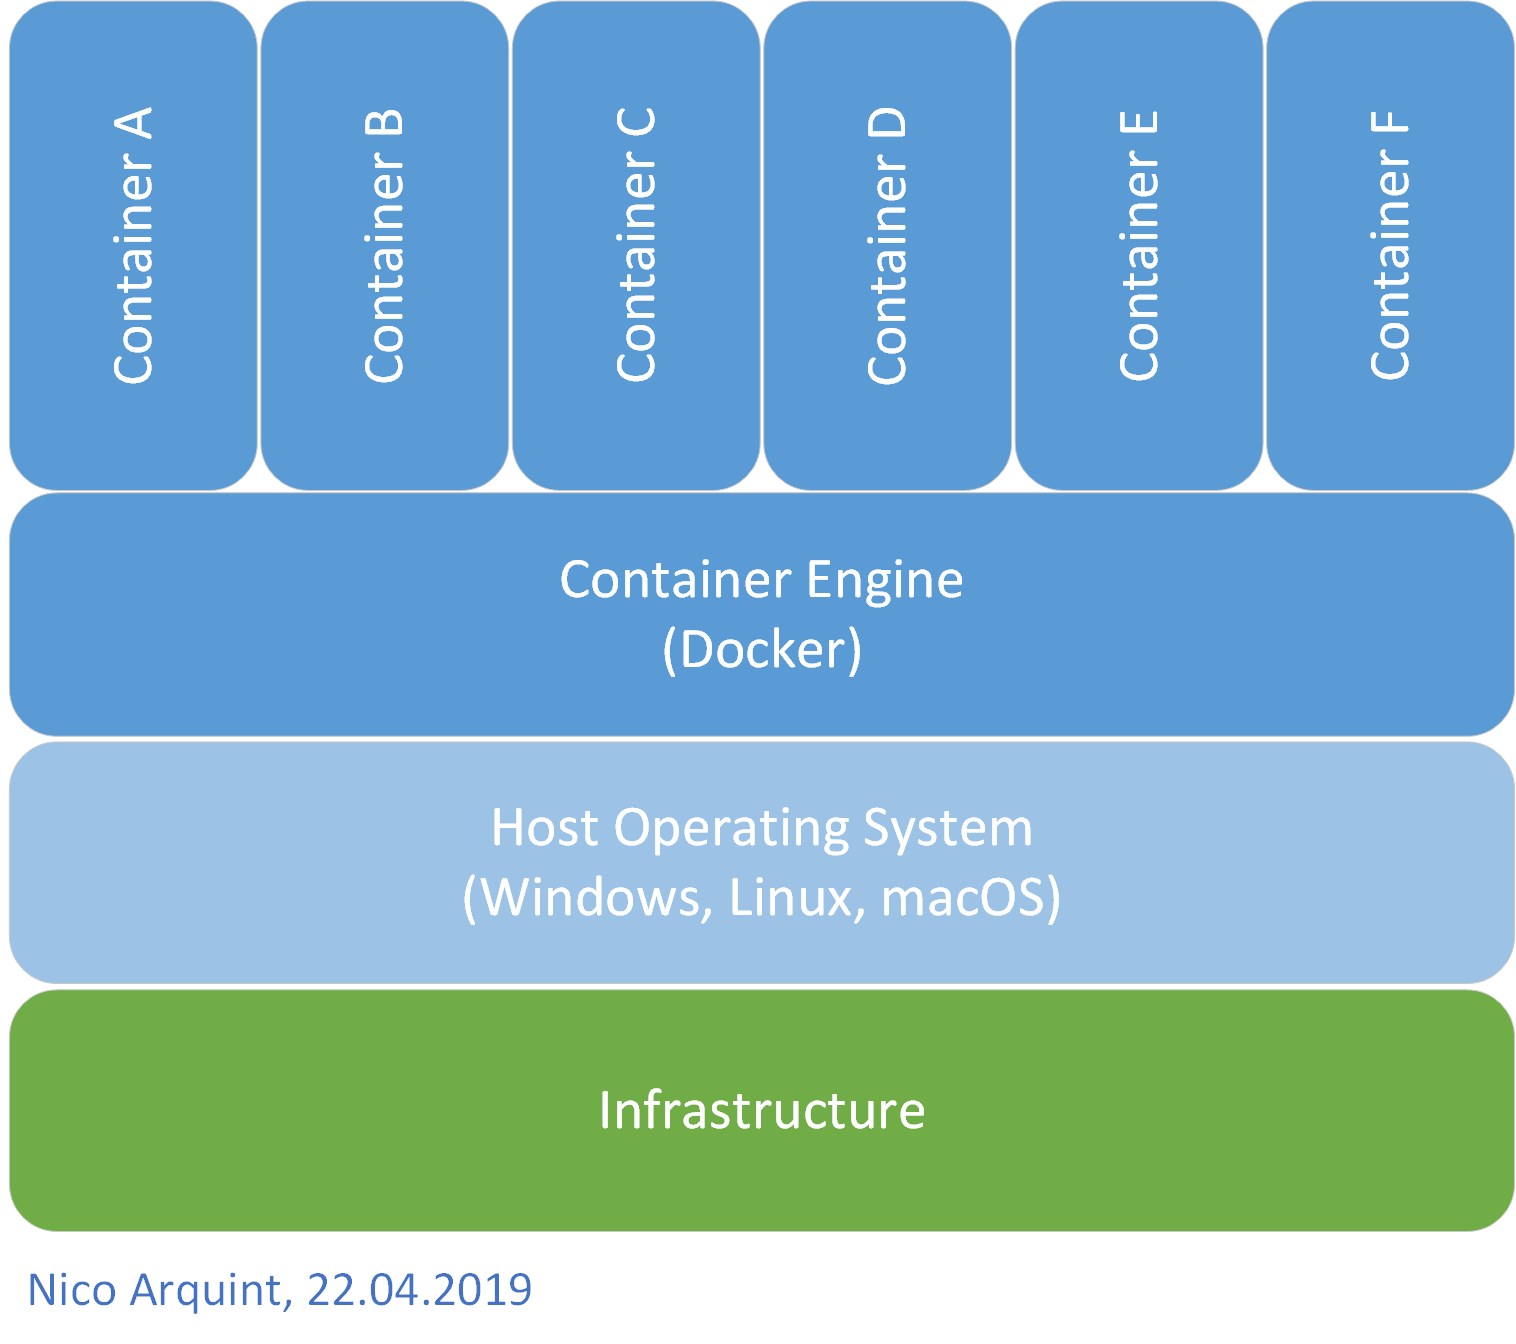 Container A
Container B
Container C
Container D
Container E
Container F
Container Engine
(Docker)
Host Operating System
(Windows, Linux, macOS)
Infrastructure
Nico Arquint, 22.04.2019